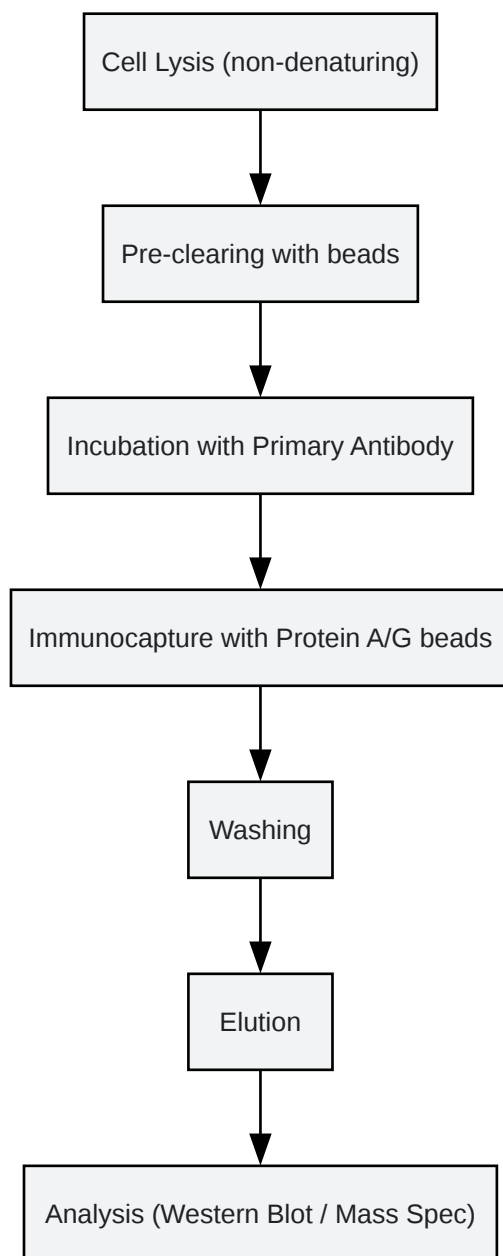 Cell Lysis (non-denaturing)
Pre-clearing with beads
Incubation with Primary Antibody
Immunocapture with Protein A/G beads
Washing
Elution
Analysis (Western Blot / Mass Spec)